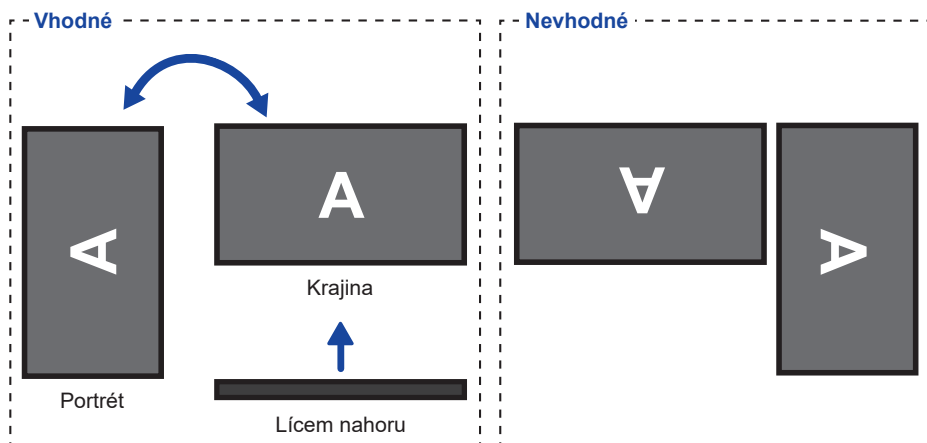 Vhodné
Nevhodné
A
A
A
A
Krajina
Portrét
Lícem nahoru